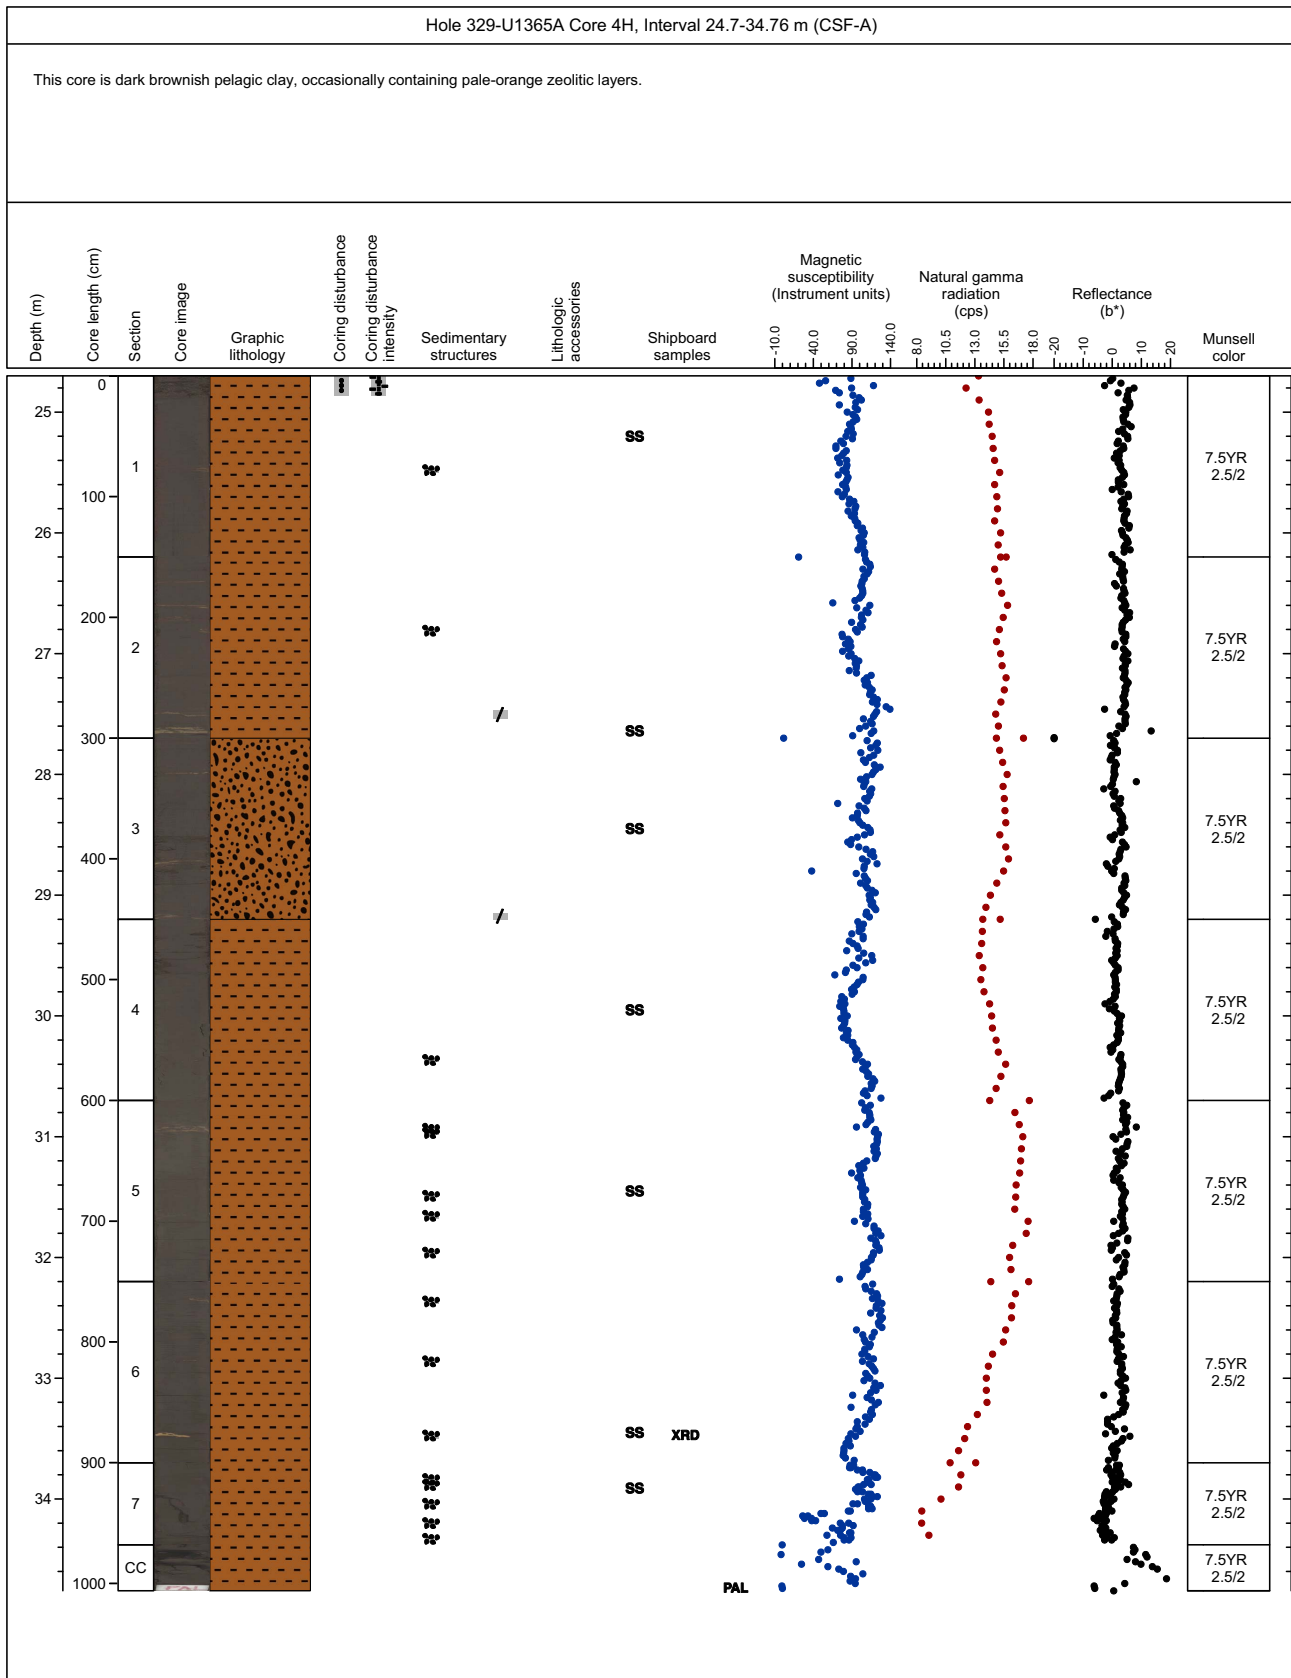 Hole 329-U1365A Core 4H, Interval 24.7-34.76 m (CSF-A)
This core is dark brownish pelagic clay, occasionally containing pale-orange zeolitic layers.
Depth (m)
Core length (cm)
Section
Core image
Graphic
lithology
Coring disturbance
Coring disturbance
intensity
Sedimentary
structures
Lithologic
accessories
Shipboard
samples
Magnetic
susceptibility
(Instrument units)
-10.0 40.0 90.0 140.0
Natural gamma
radiation
(cps)
8.0 10.5 13.0 15.5 18.0
Reflectance
(b*)
-20 -10 0 10 20
Munsell
color
0
25
SS
1
7.5YR
2.5/2
100
26
200
2
7.5YR
2.5/2
27
SS
300
28
3
SS
7.5YR
2.5/2
400
29
500
4
SS
7.5YR
2.5/2
30
600
31
5
SS
7.5YR
2.5/2
700
32
800
6
7.5YR
2.5/2
33
SS XRD
900
SS
34
7
7.5YR
2.5/2
CC
7.5YR
2.5/2
1000
PAL